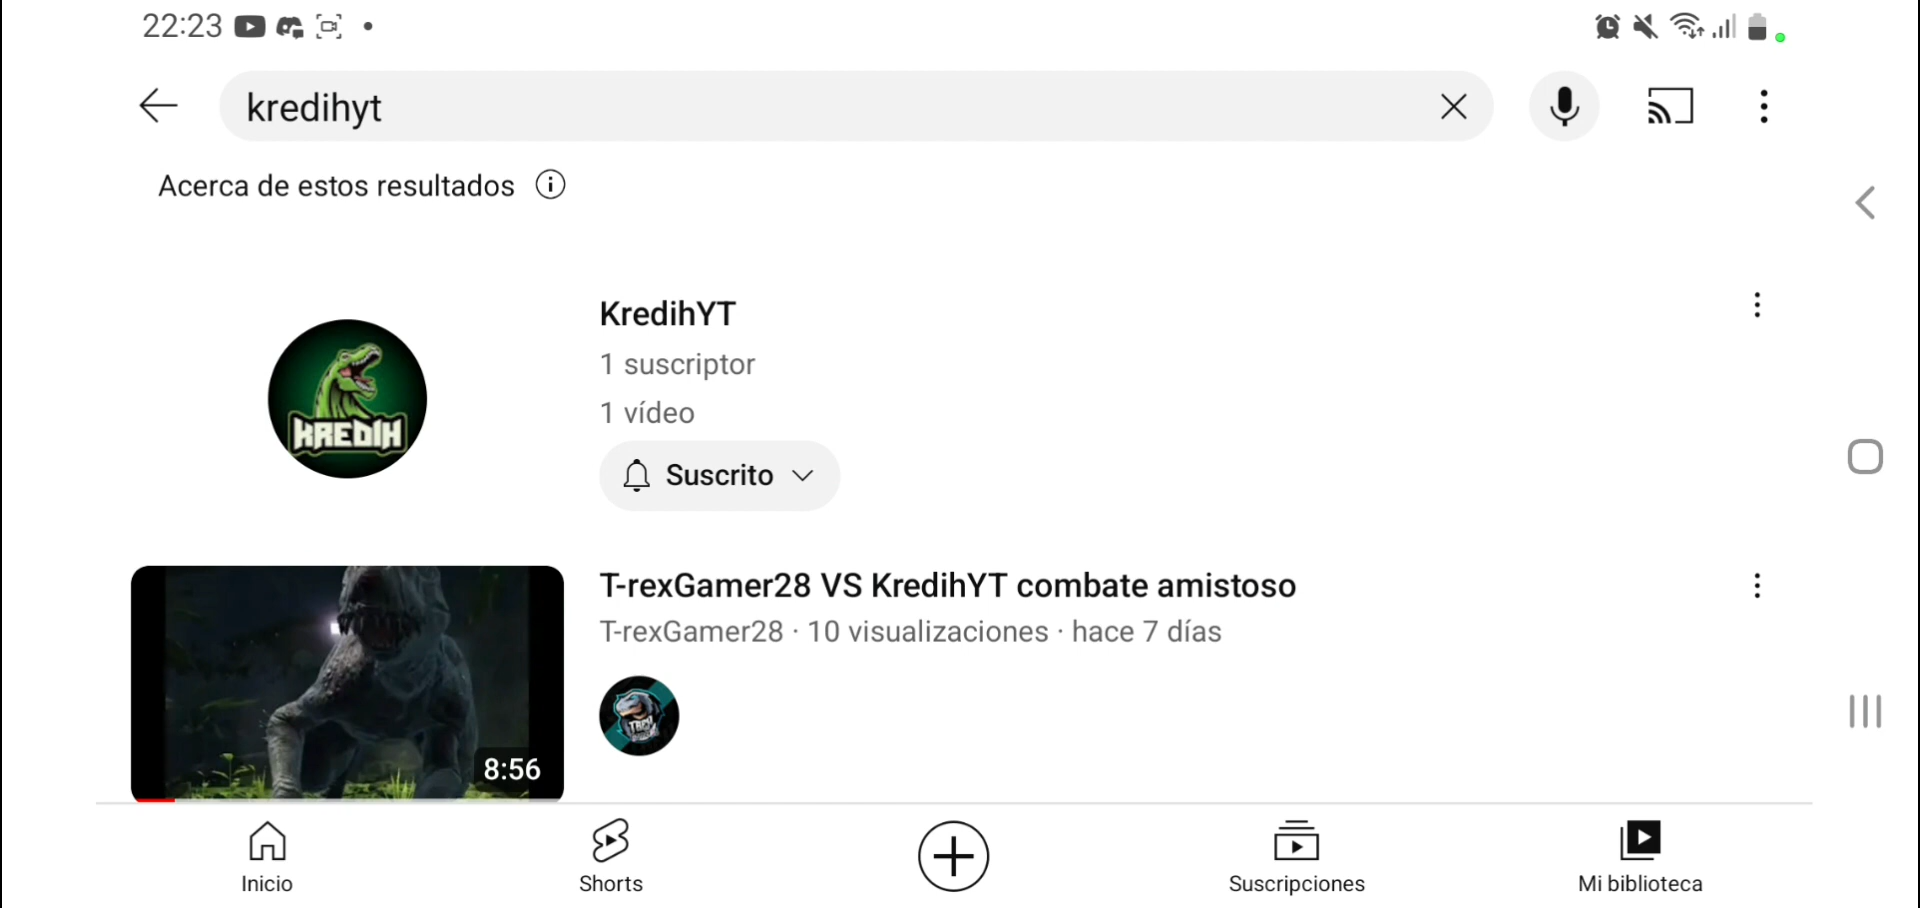 22:23
kredihyt
Acerca de estos resultados
KredihYT
1 suscriptor
1 vídeo
KREDIH
Suscrito
T-rexGamer28 VS KredihYT combate amistoso
T-rexGamer28 · 10 visualizaciones · hace 7 días
8:56
Inicio
Shorts
Suscripciones
Mi biblioteca